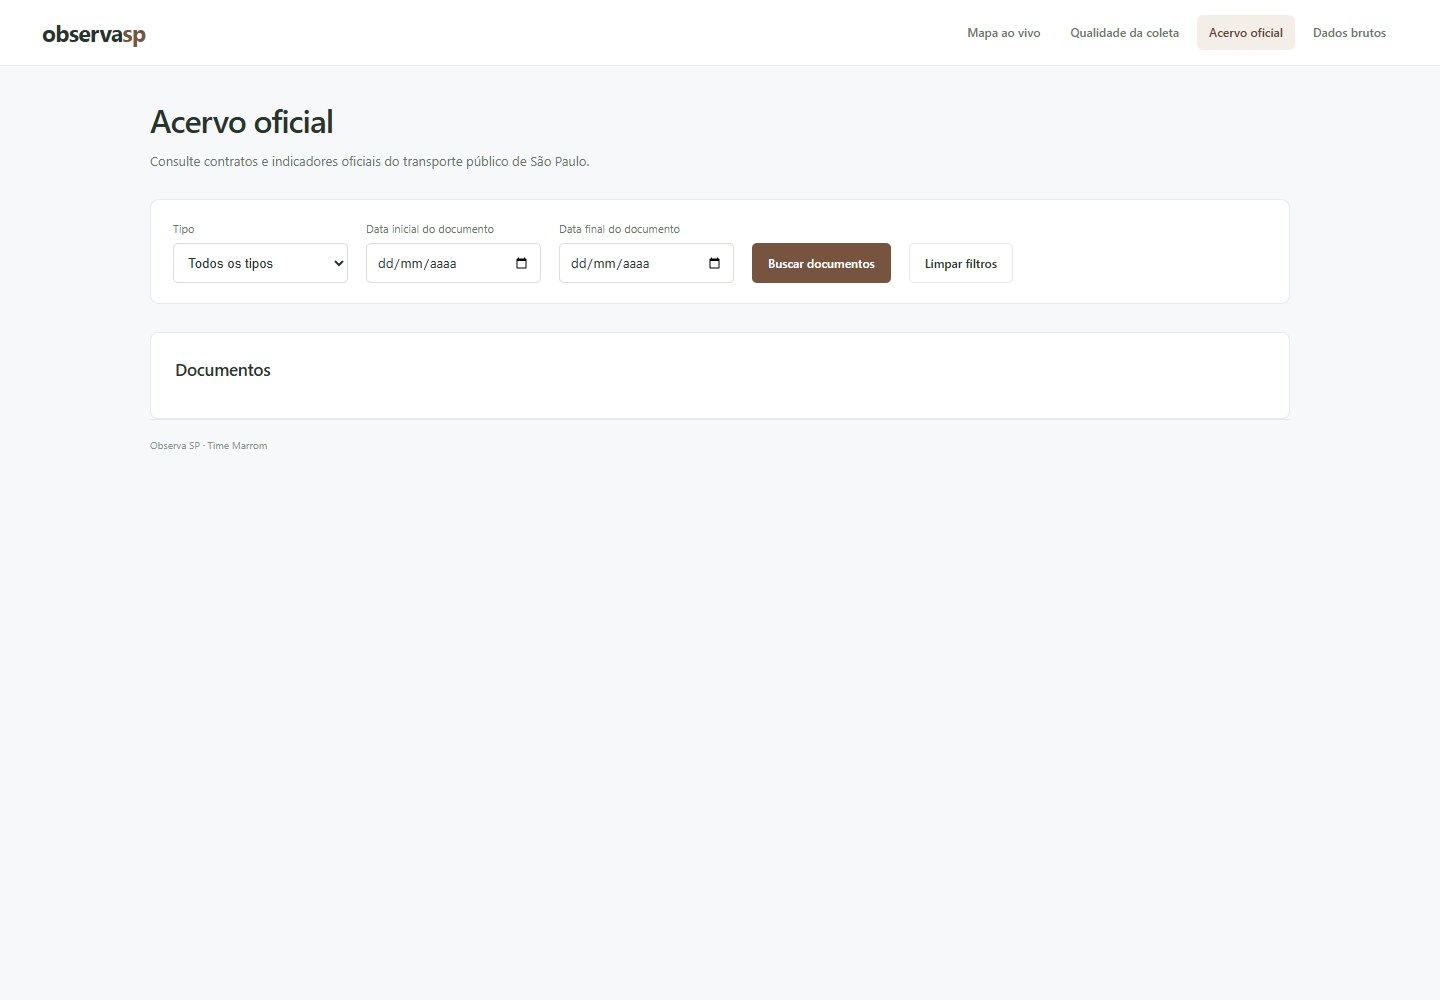 observasp
Mapa ao vivo
Qualidade da coleta
Acervo oficial
Dados brutos
Acervo oficial
Consulte contratos e indicadores oficiais do transporte público de São Paulo.
Tipo
Data inicial do documento
Data final do documento
Todos os tipos
dd/mm/aaaa
dd/mm/aaaa
Buscar documentos
Limpar filtros
Documentos
Observa SP · Time Marrom